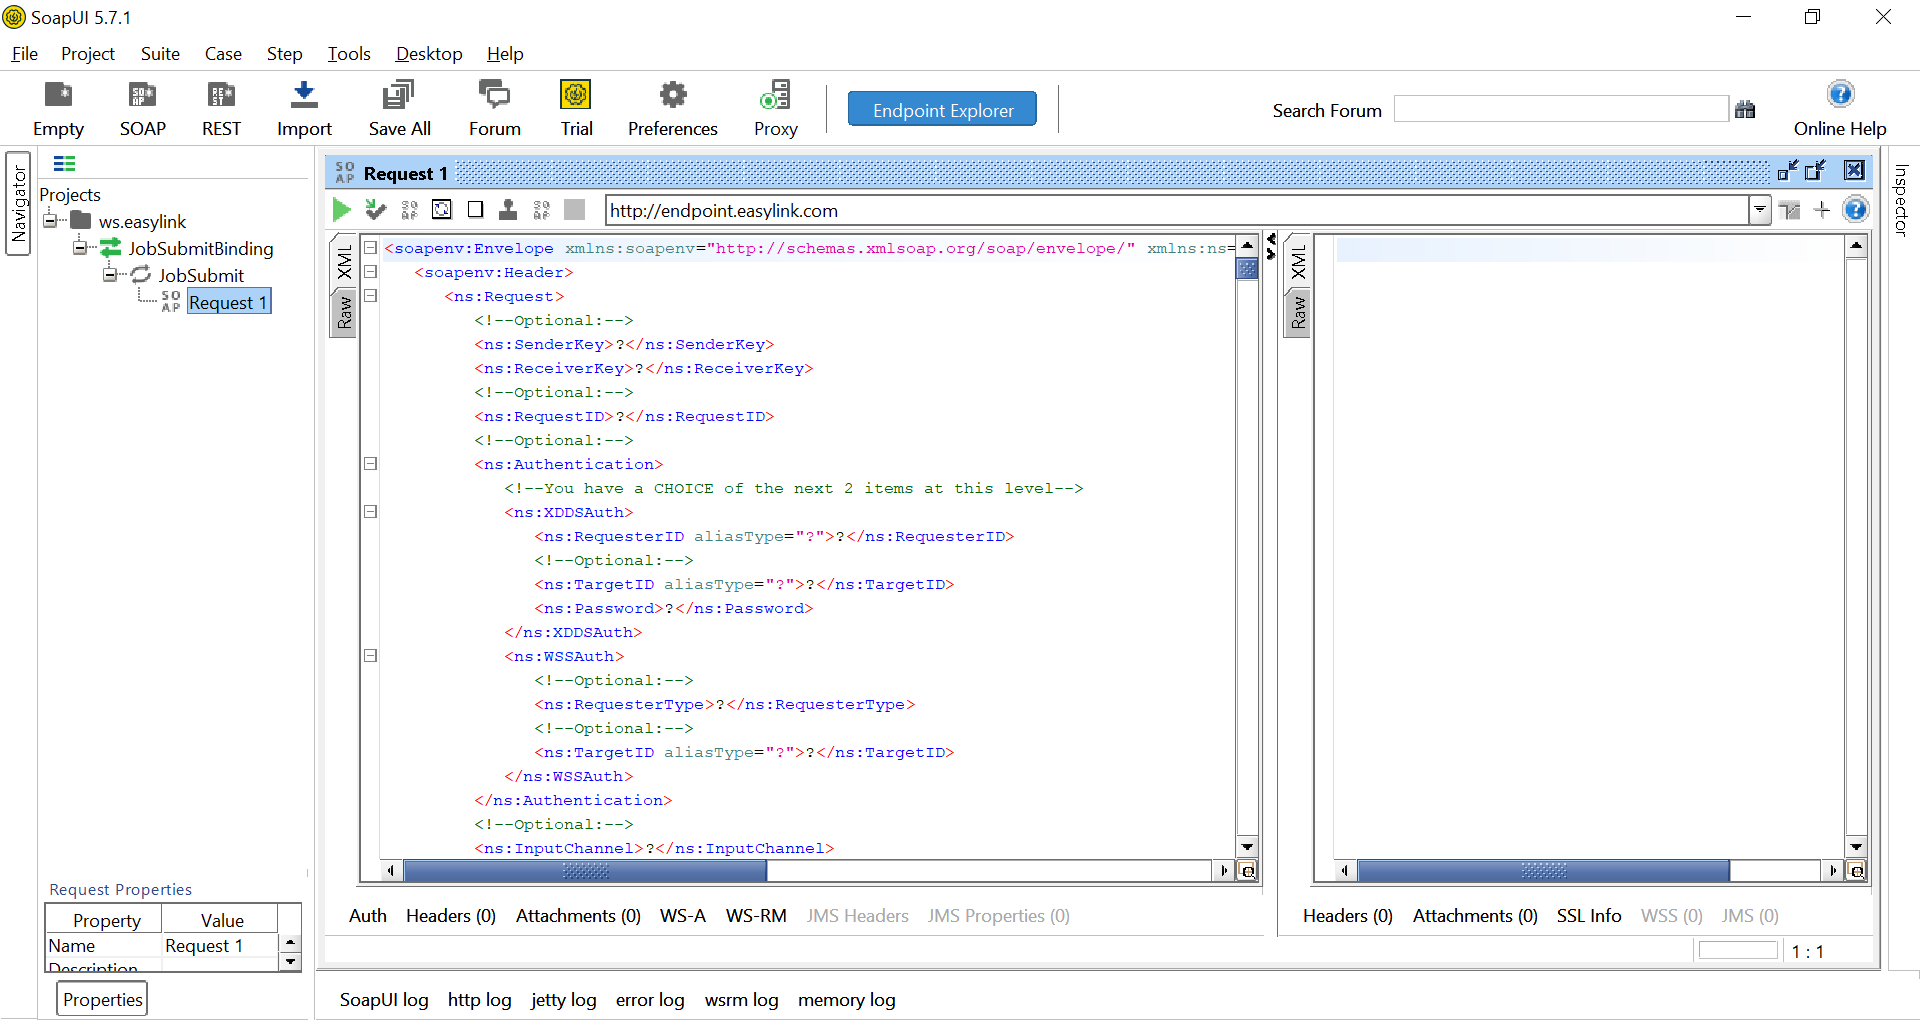 SoapUI 5.7.1
File Project Suite Case Step Tools Desktop Help
Empty SOAP REST Import Save All Forum Trial Preferences Proxy Endpoint Explorer Search Forum Online Help
Navigator
Projects
ws.easylink
JobSubmitBinding
JobSubmit
SO AP Request 1
Request Properties
Property Value
Name Request 1
Description
Properties
SO AP Request 1
http://endpoint.easylink.com
XML
Raw
<soapenv:Envelope xmlns:soapenv="http://schemas.xmlsoap.org/soap/envelope/" xmlns:ns=
<soapenv:Header>
<ns:Request>
<!--Optional:-->
<ns:SenderKey>?</ns:SenderKey>
<ns:ReceiverKey>?</ns:ReceiverKey>
<!--Optional:-->
<ns:RequestID>?</ns:RequestID>
<!--Optional:-->
<ns:Authentication>
<!--You have a CHOICE of the next 2 items at this level-->
<ns:XDDSAuth>
<ns:RequesterID aliasType="?">?</ns:RequesterID>
<!--Optional:-->
<ns:TargetID aliasType="?">?</ns:TargetID>
<ns:Password>?</ns:Password>
</ns:XDDSAuth>
<ns:WSSAuth>
<!--Optional:-->
<ns:RequesterType>?</ns:RequesterType>
<!--Optional:-->
<ns:TargetID aliasType="?">?</ns:TargetID>
</ns:WSSAuth>
</ns:Authentication>
<!--Optional:-->
<ns:InputChannel>?</ns:InputChannel>
Auth Headers (0) Attachments (0) WS-A WS-RM JMS Headers JMS Properties (0)
XML
Raw
Headers (0) Attachments (0) SSL Info WSS (0) JMS (0)
1 : 1
Inspector
SoapUI log http log jetty log error log wsrm log memory log